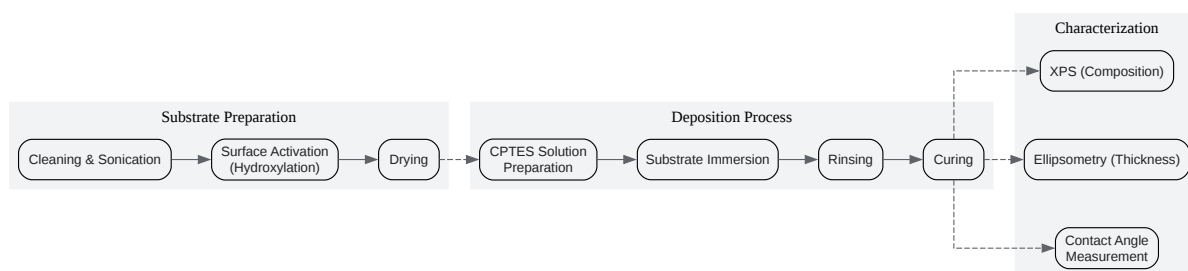 Substrate Preparation
Cleaning & Sonication
Surface Activation
(Hydroxylation)
Drying
Deposition Process
CPTES Solution
Preparation
Substrate Immersion
Rinsing
Curing
Characterization
XPS (Composition)
Ellipsometry (Thickness)
Contact Angle
Measurement